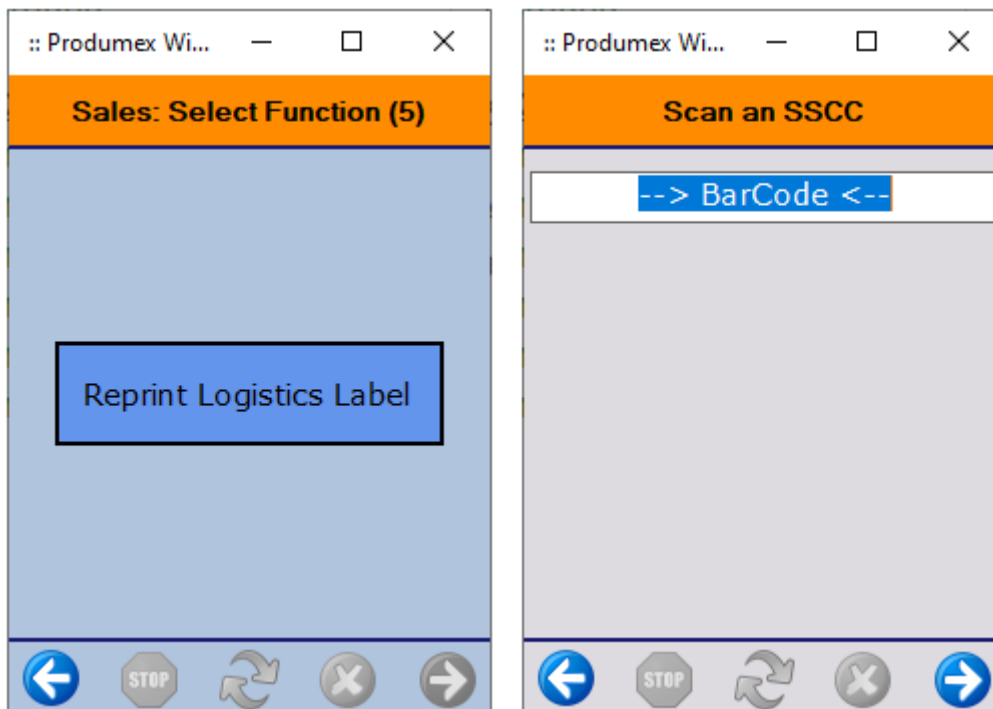 :: Produmex Wi...
Sales: Select Function (5)
Reprint Logistics Label
STOP
:: Produmex Wi...
Scan an SSCC
--> BarCode <--
STOP